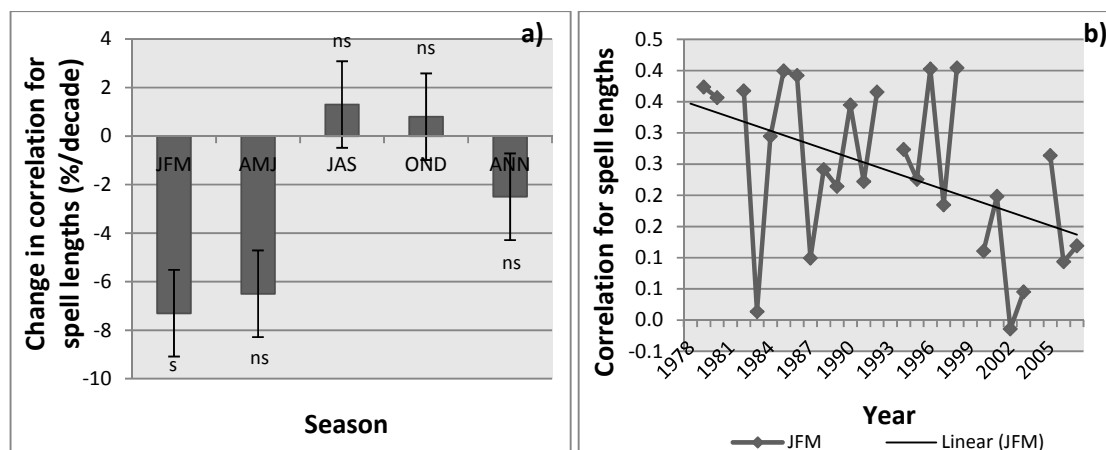 a)
Change in correlation for
spell lengths (%/decade)
4
2
0
-2
-4
-6
-8
-10
ns
ns
JFM
AMJ
JAS
OND
ANN
s
ns
ns
Season
b)
Correlation for spell lengths
0.5
0.4
0.4
0.3
0.3
0.2
0.2
0.1
0.1
0.0
-0.1
1978
1981
1984
1987
1990
1993
1996
1999
2002
2005
Year
JFM
Linear (JFM)